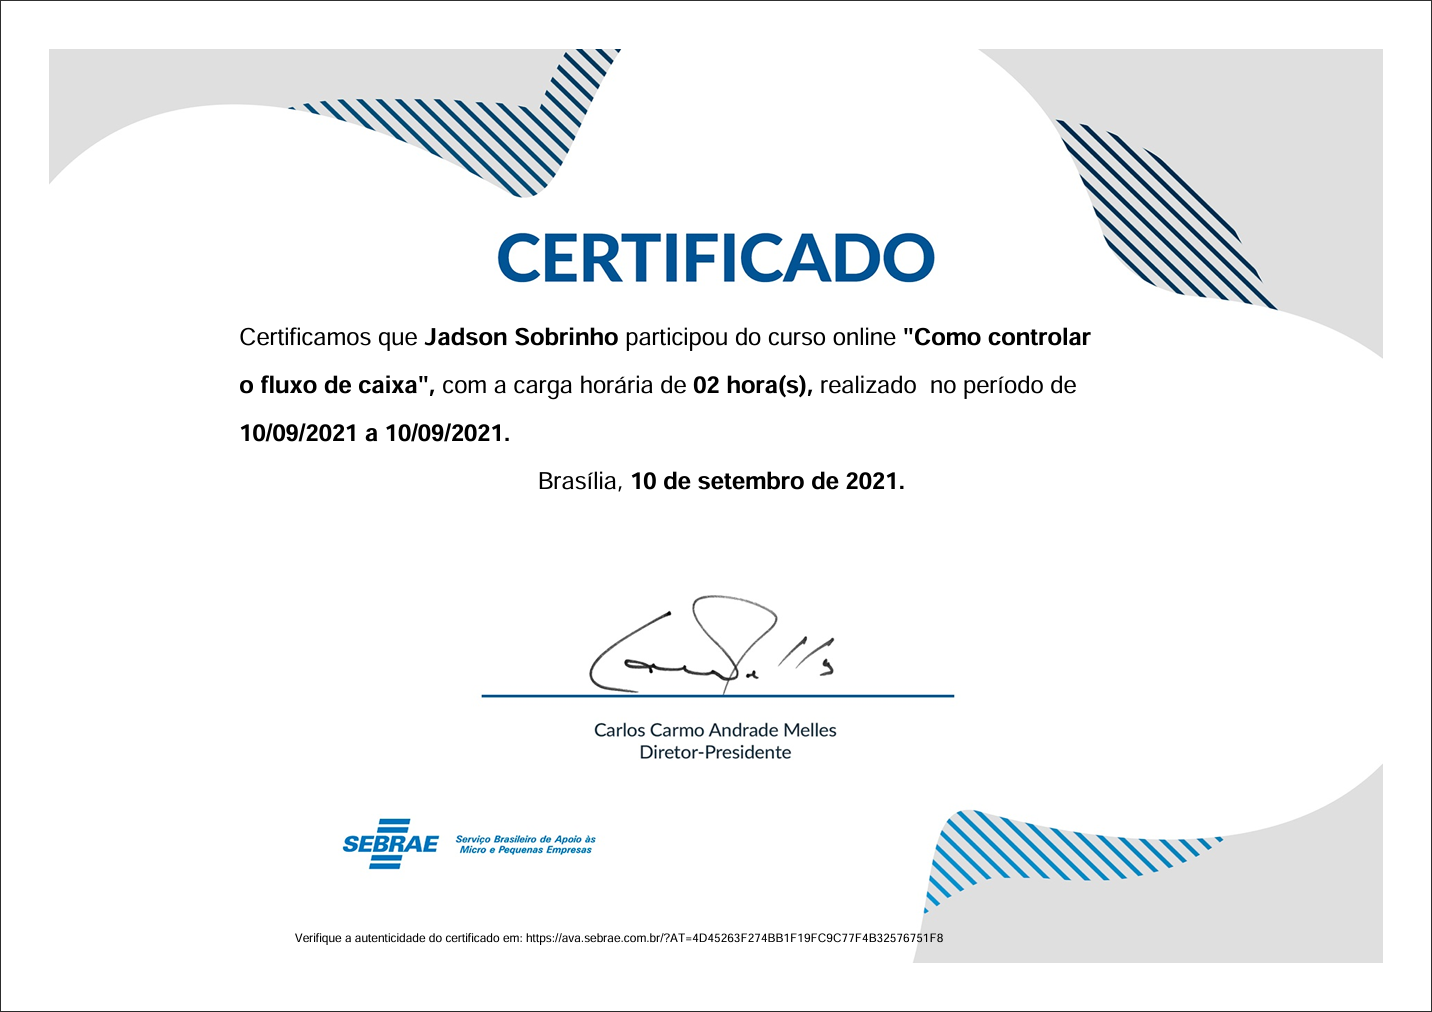 CERTIFICADO
Certificamos que Jadson Sobrinho participou do curso online "Como controlar
o fluxo de caixa", com a carga horária de 02 hora(s), realizado  no período de
10/09/2021 a 10/09/2021.
Brasília, 10 de setembro de 2021.
Carlos Carmo Andrade Melles
Diretor-Presidente
SEBRAE
Serviço Brasileiro de Apoio às
Micro e Pequenas Empresas
Verifique a autenticidade do certificado em: https://ava.sebrae.com.br/?AT=4D45263F274BB1F19FC9C77F4B32576751F8